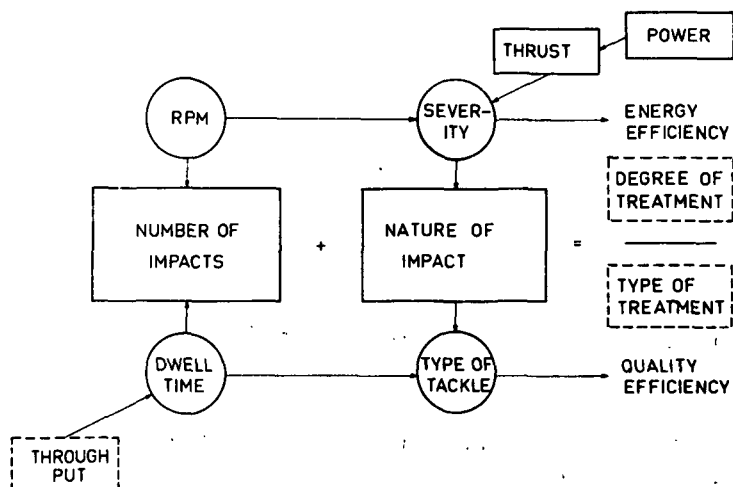 POWER
THRUST
RPM
SEVER-
ITY
ENERGY
EFFICIENCY
DEGREE OF
TREATMENT
NUMBER OF
IMPACTS
+
NATURE OF
IMPACT
=
TYPE OF
TREATMENT
DWELL
TIME
TYPE OF
TACKLE
QUALITY
EFFICIENCY
THROUGH
PUT